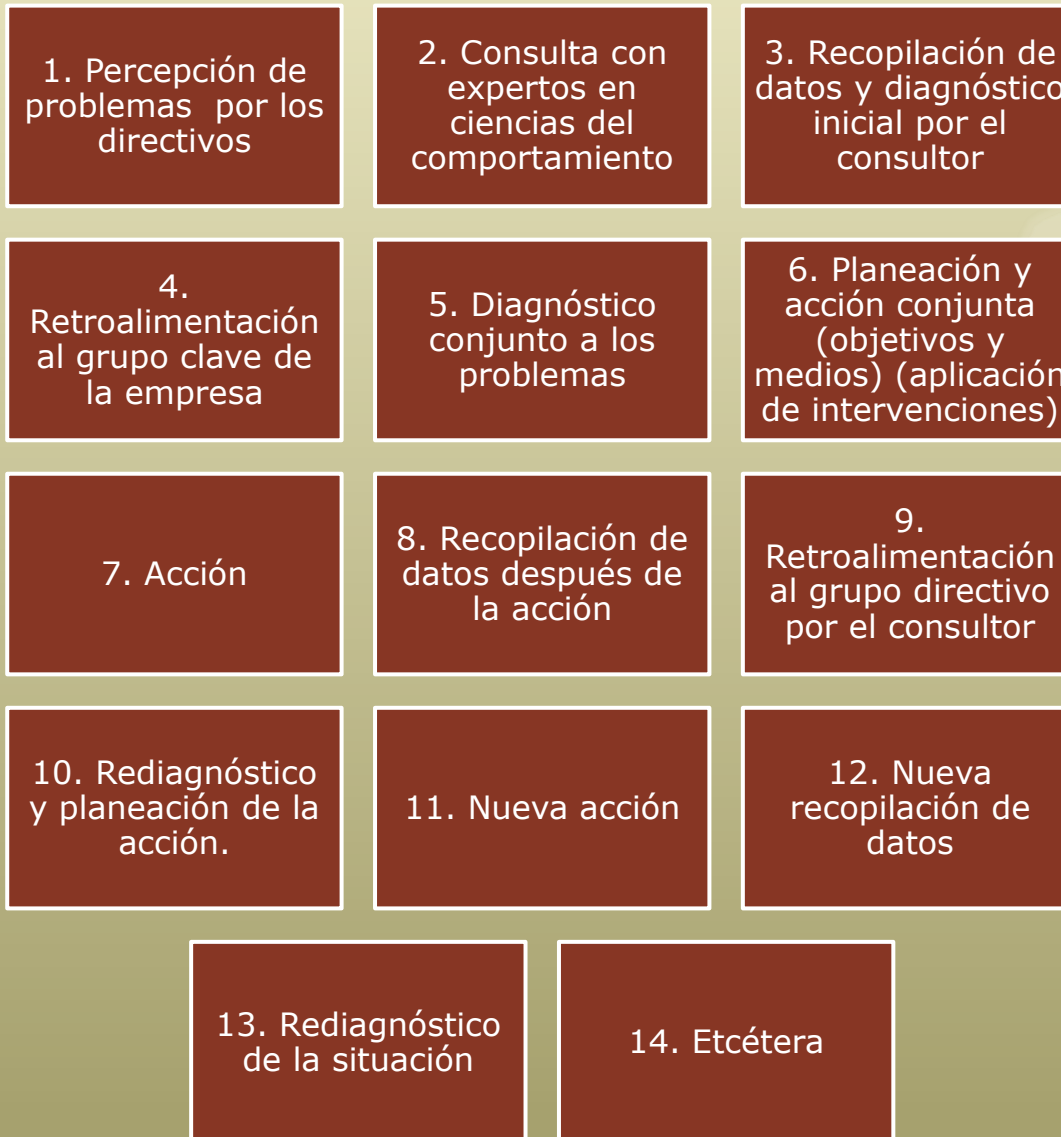 1. Percepción de
problemas por los
directivos
2. Consulta con
expertos en
ciencias del
comportamiento
3. Recopilación de
datos y diagnóstico
inicial por el
consultor
4.
Retroalimentación
al grupo clave de
la empresa
5. Diagnóstico
conjunto a los
problemas
6. Planeación y
acción conjunta
(objetivos y
medios) (aplicación
de intervenciones)
7. Acción
8. Recopilación de
datos después de
la acción
9.
Retroalimentación
al grupo directivo
por el consultor
10. Rediagnóstico
y planeación de la
acción.
11. Nueva acción
12. Nueva
recopilación de
datos
13. Rediagnóstico
de la situación
14. Etcétera